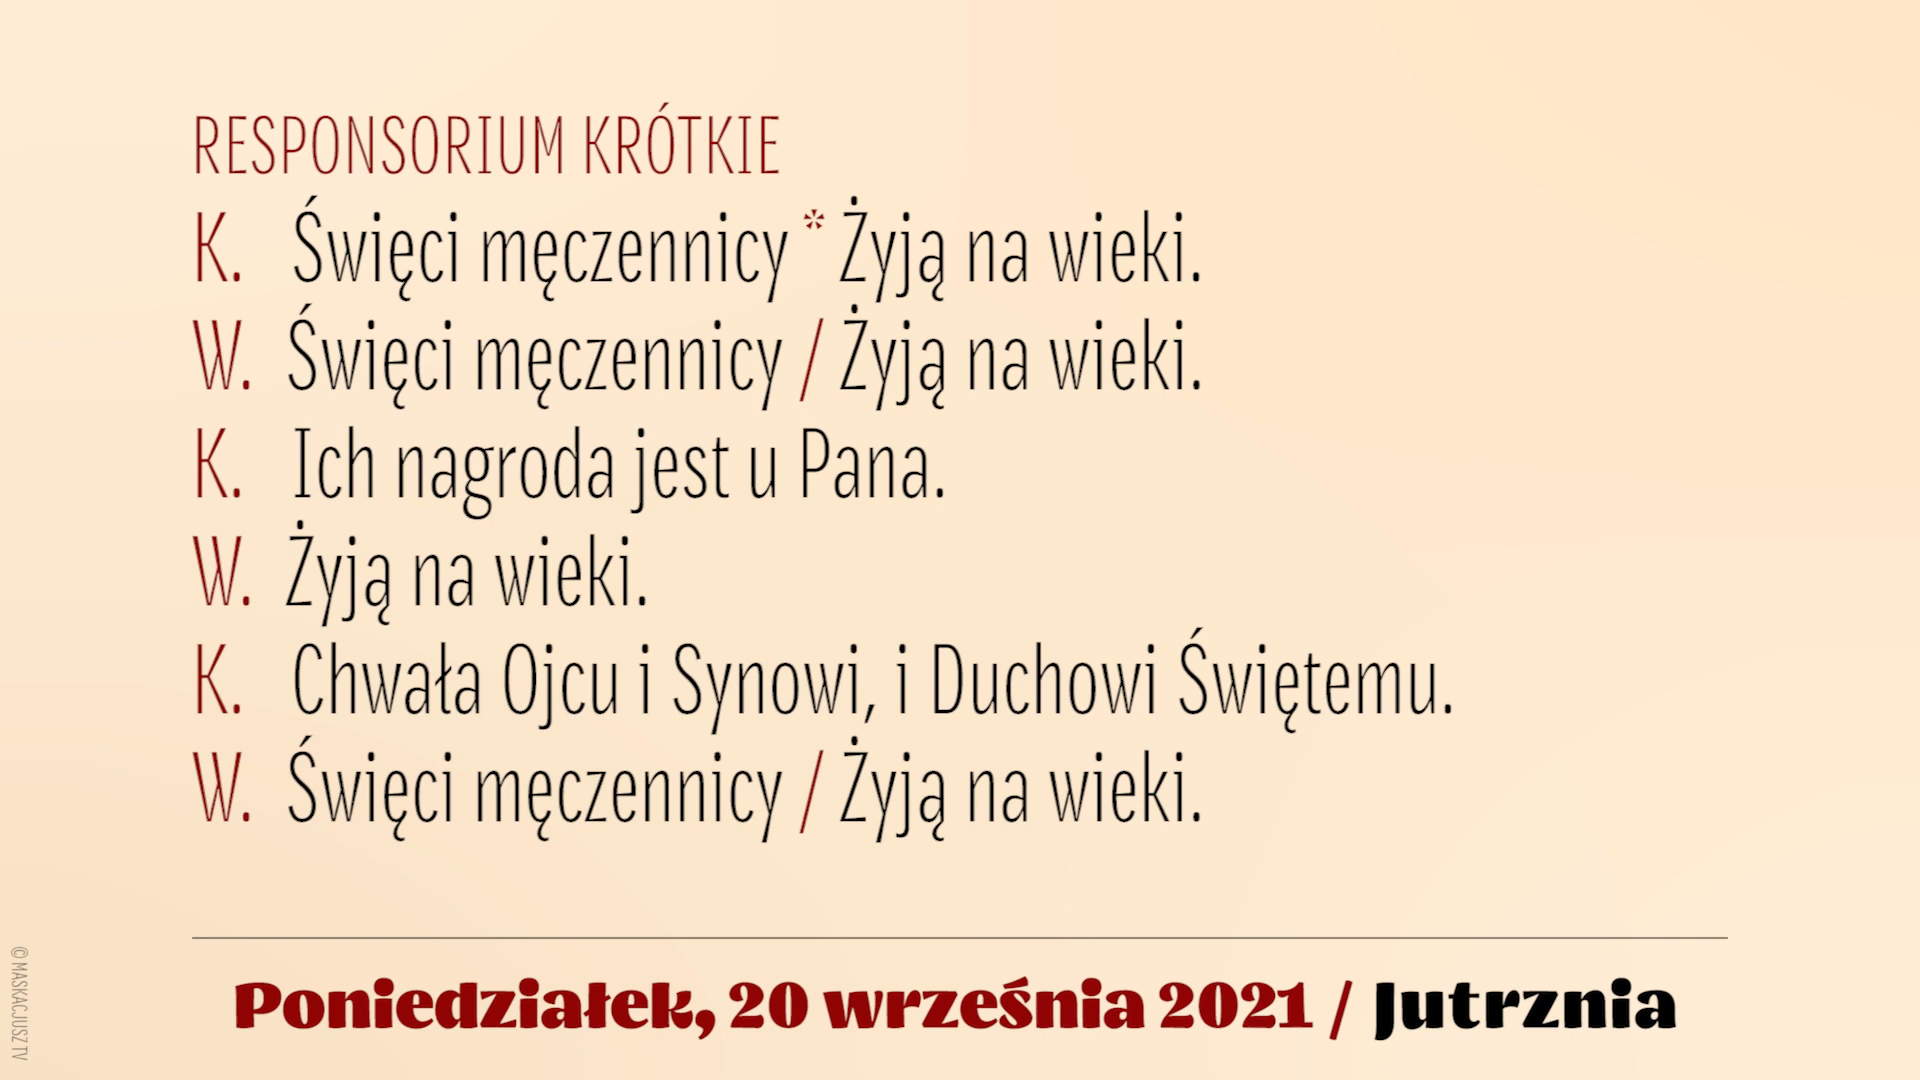 RESPONSORIUM KRÓTKIE
K. Święci męczennicy * Żyją na wieki.
W. Święci męczennicy / Żyją na wieki.
K. Ich nagroda jest u Pana.
W. Żyją na wieki.
K. Chwała Ojcu i Synowi, i Duchowi Świętemu.
W. Święci męczennicy / Żyją na wieki.
Poniedziałek, 20 września 2021 / Jutrznia
© MASKACJUSZ TV